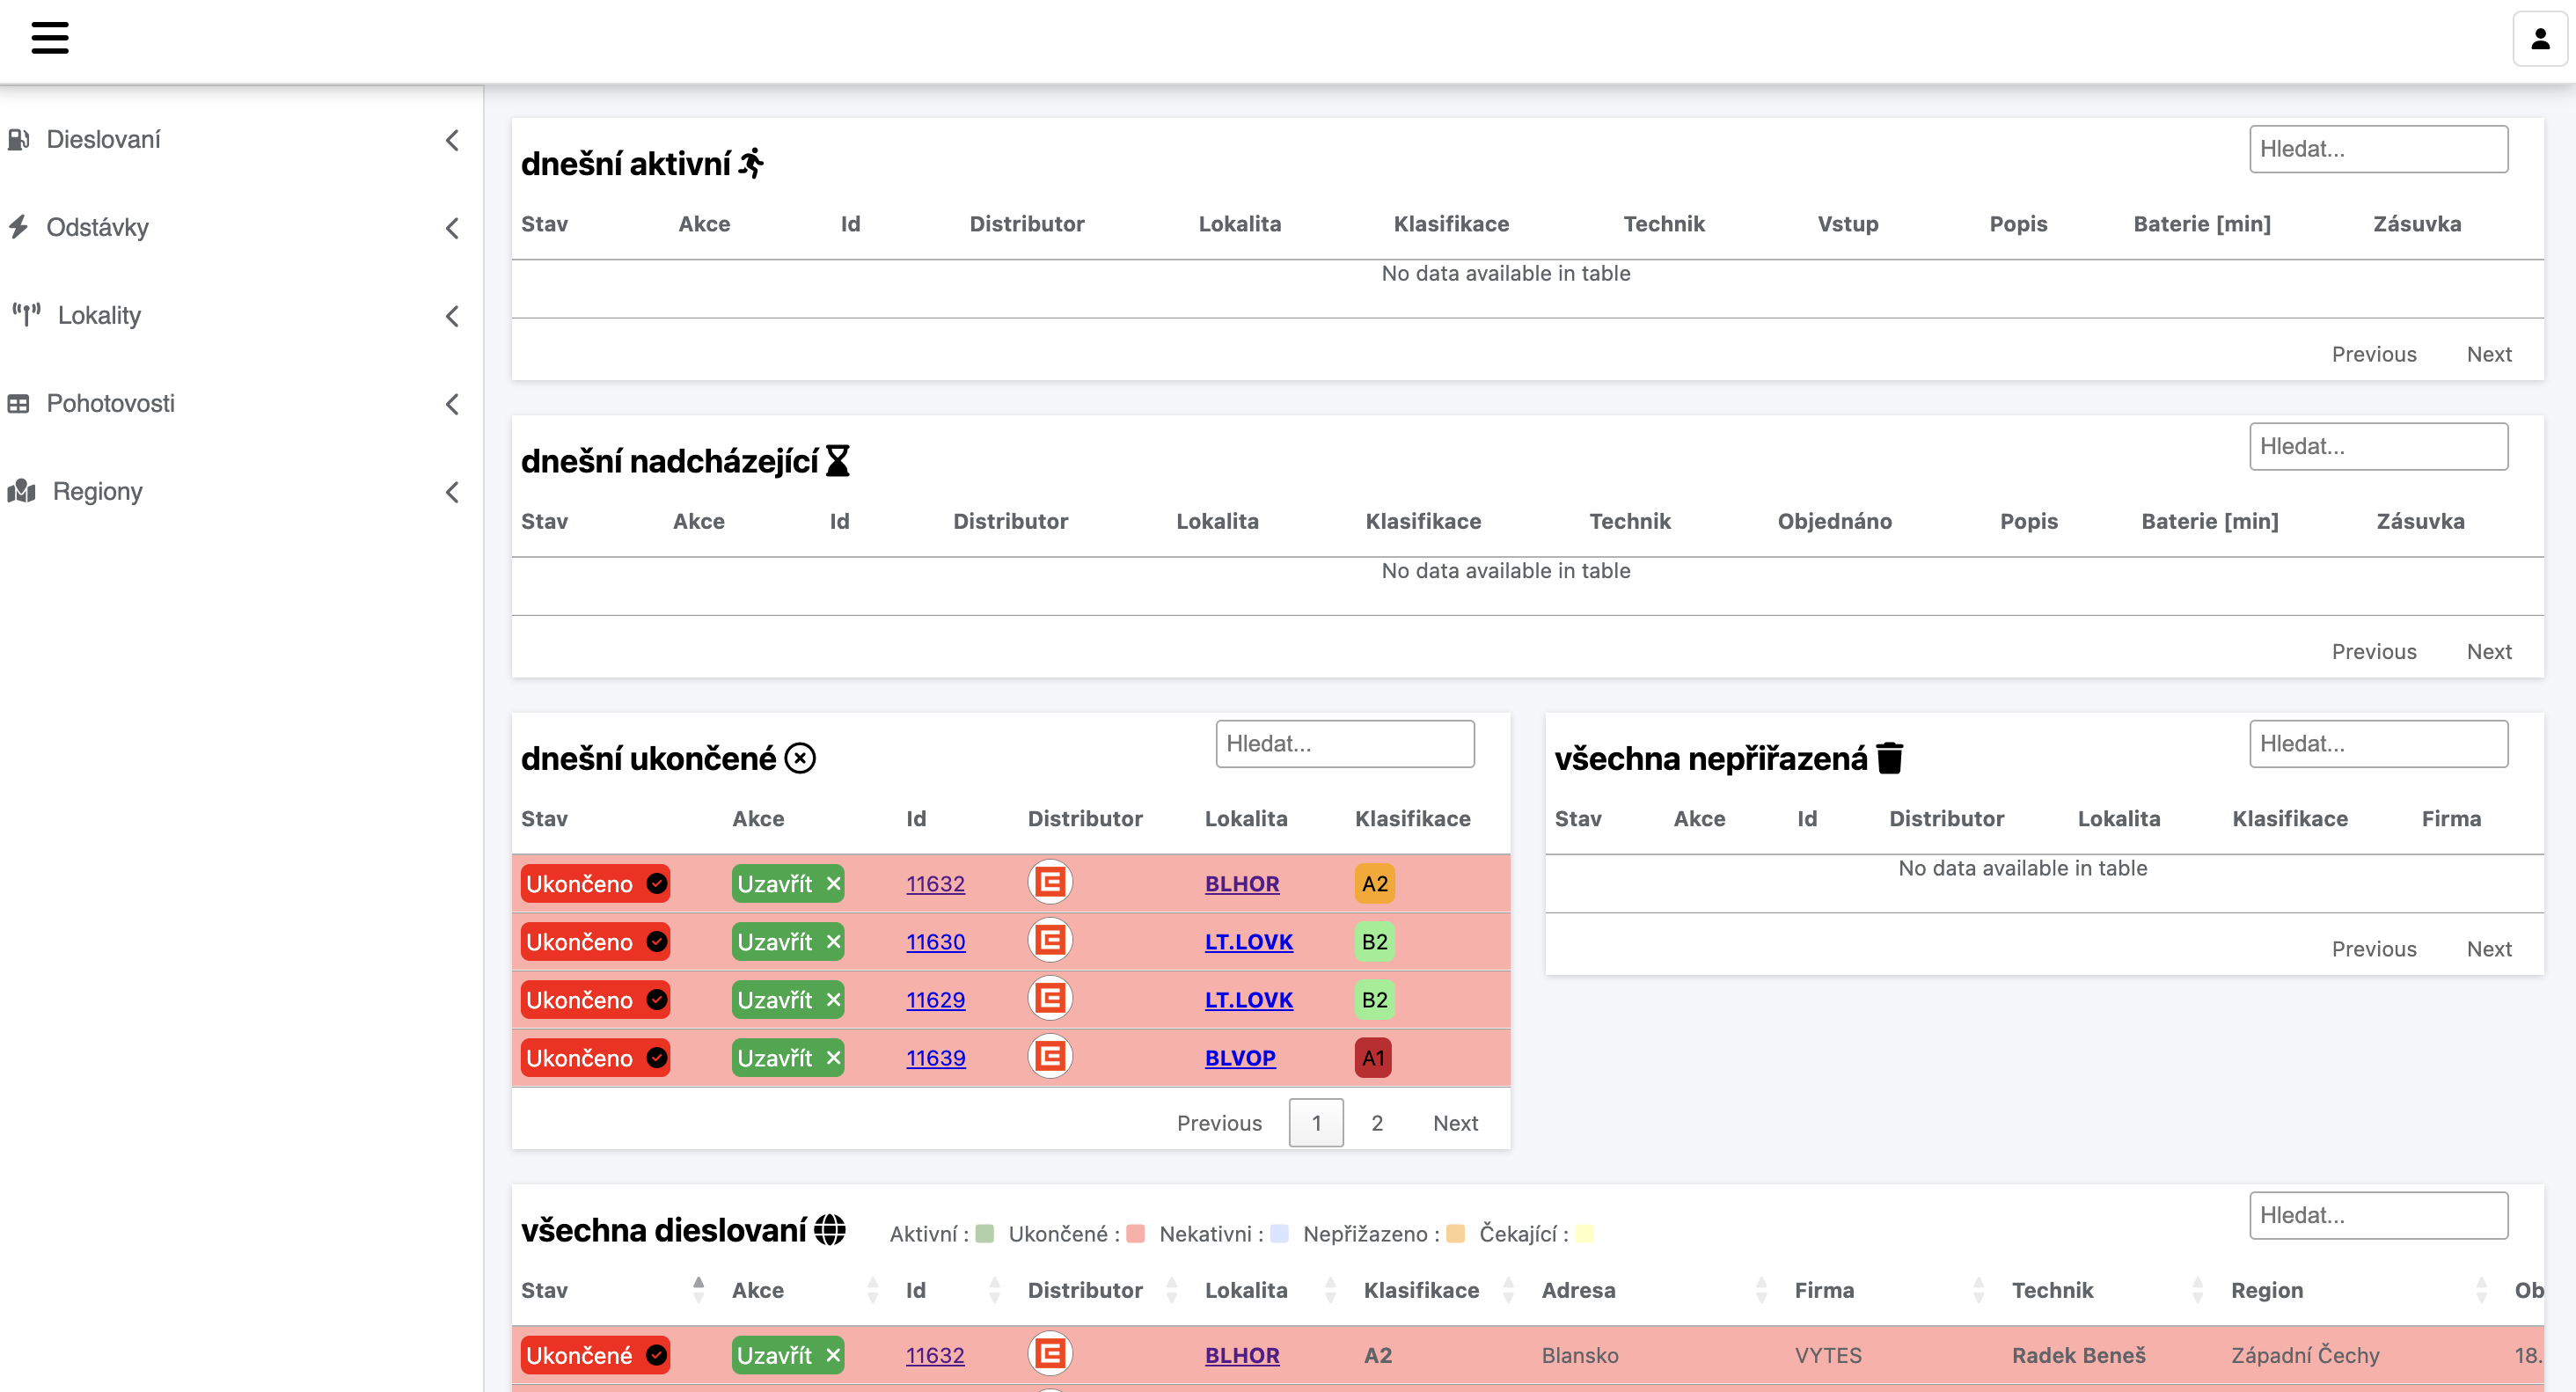 Dieslovaní
Odstávky
Lokality
Pohotovosti
Regiony
dnešní aktivní
Hledat...
Stav Akce Id Distributor Lokalita Klasifikace Technik Vstup Popis Baterie [min] Zásuvka
No data available in table
Previous Next
dnešní nadcházející
Hledat...
Stav Akce Id Distributor Lokalita Klasifikace Technik Objednáno Popis Baterie [min] Zásuvka
No data available in table
Previous Next
dnešní ukončené
Hledat...
Stav Akce Id Distributor Lokalita Klasifikace
Ukončeno Uzavřít 11632 BLHOR A2
Ukončeno Uzavřít 11630 LT.LOVK B2
Ukončeno Uzavřít 11629 LT.LOVK B2
Ukončeno Uzavřít 11639 BLVOP A1
Previous 1 2 Next
všechna nepřiřazená
Hledat...
Stav Akce Id Distributor Lokalita Klasifikace Firma
No data available in table
Previous Next
všechna dieslovaní Aktivní : Ukončené : Nekativni : Nepřižazeno : Čekající :
Hledat...
Stav Akce Id Distributor Lokalita Klasifikace Adresa Firma Technik Region Ob
Ukončené Uzavřít 11632 BLHOR A2 Blansko VYTES Radek Beneš Západní Čechy 18.